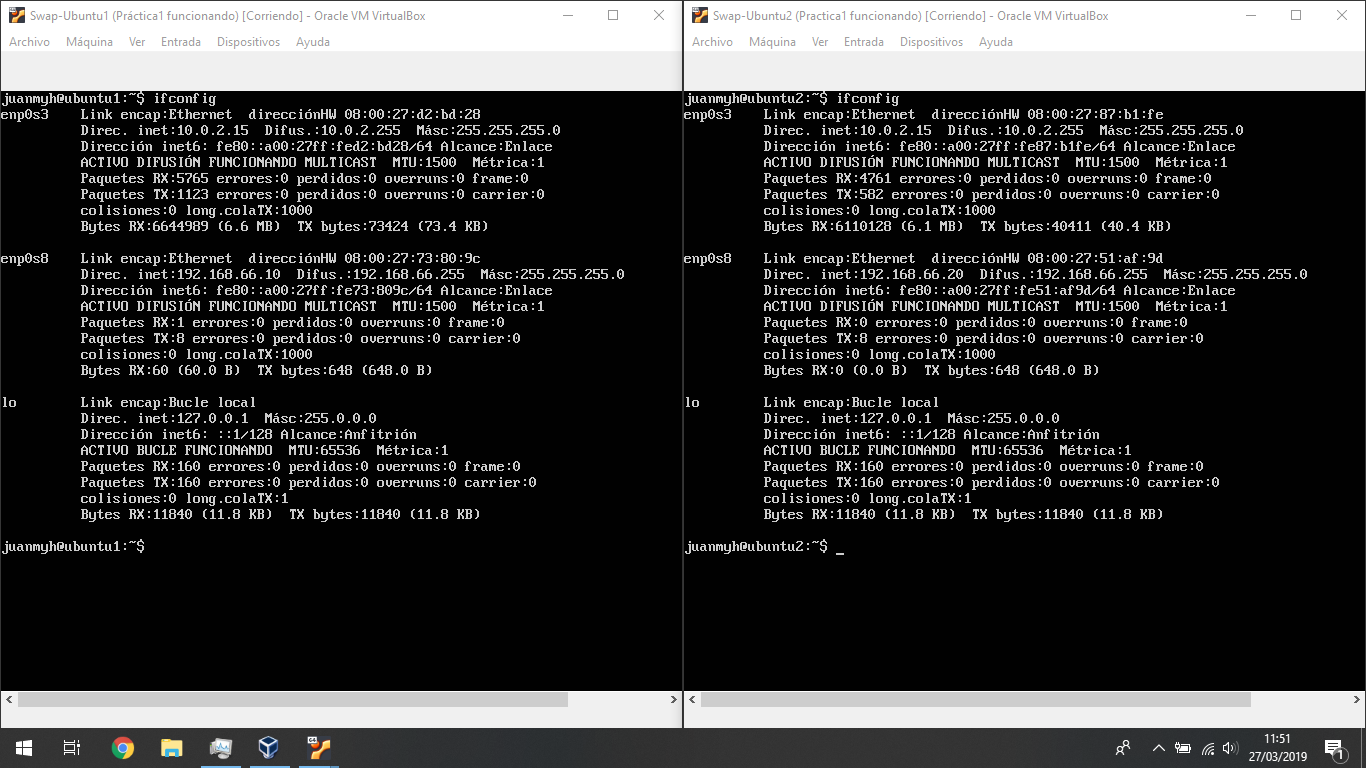 Swap-Ubuntu1 (Práctica1 funcionando) [Corriendo] - Oracle VM VirtualBox
Archivo Máquina Ver Entrada Dispositivos Ayuda
juanmyh@ubuntu1:~$ ifconfig
enp0s3 Link encap:Ethernet direcciónHW 08:00:27:d2:bd:28
Direc. inet:10.0.2.15 Difus.:10.0.2.255 Másc:255.255.255.0
Dirección inet6: fe80::a00:27ff:fed2:bd28/64 Alcance:Enlace
ACTIVO DIFUSIÓN FUNCIONANDO MULTICAST MTU:1500 Métrica:1
Paquetes RX:5765 errores:0 perdidos:0 overruns:0 frame:0
Paquetes TX:1123 errores:0 perdidos:0 overruns:0 carrier:0
colisiones:0 long.colaTX:1000
Bytes RX:6644989 (6.6 MB) TX bytes:73424 (73.4 KB)
enp0s8 Link encap:Ethernet direcciónHW 08:00:27:73:80:9c
Direc. inet:192.168.66.10 Difus.:192.168.66.255 Másc:255.255.255.0
Dirección inet6: fe80::a00:27ff:fe73:809c/64 Alcance:Enlace
ACTIVO DIFUSIÓN FUNCIONANDO MULTICAST MTU:1500 Métrica:1
Paquetes RX:1 errores:0 perdidos:0 overruns:0 frame:0
Paquetes TX:8 errores:0 perdidos:0 overruns:0 carrier:0
colisiones:0 long.colaTX:1000
Bytes RX:60 (60.0 B) TX bytes:648 (648.0 B)
lo Link encap:Bucle local
Direc. inet:127.0.0.1 Másc:255.0.0.0
Dirección inet6: ::1/128 Alcance:Anfitrión
ACTIVO BUCLE FUNCIONANDO MTU:65536 Métrica:1
Paquetes RX:160 errores:0 perdidos:0 overruns:0 frame:0
Paquetes TX:160 errores:0 perdidos:0 overruns:0 carrier:0
colisiones:0 long.colaTX:1
Bytes RX:11840 (11.8 KB) TX bytes:11840 (11.8 KB)
juanmyh@ubuntu1:~$
Swap-Ubuntu2 (Practica1 funcionando) [Corriendo] - Oracle VM VirtualBox
Archivo Máquina Ver Entrada Dispositivos Ayuda
juanmyh@ubuntu2:~$ ifconfig
enp0s3 Link encap:Ethernet direcciónHW 08:00:27:87:b1:fe
Direc. inet:10.0.2.15 Difus.:10.0.2.255 Másc:255.255.255.0
Dirección inet6: fe80::a00:27ff:fe87:b1fe/64 Alcance:Enlace
ACTIVO DIFUSIÓN FUNCIONANDO MULTICAST MTU:1500 Métrica:1
Paquetes RX:4761 errores:0 perdidos:0 overruns:0 frame:0
Paquetes TX:582 errores:0 perdidos:0 overruns:0 carrier:0
colisiones:0 long.colaTX:1000
Bytes RX:6110128 (6.1 MB) TX bytes:40411 (40.4 KB)
enp0s8 Link encap:Ethernet direcciónHW 08:00:27:51:af:9d
Direc. inet:192.168.66.20 Difus.:192.168.66.255 Másc:255.255.255.0
Dirección inet6: fe80::a00:27ff:fe51:af9d/64 Alcance:Enlace
ACTIVO DIFUSIÓN FUNCIONANDO MULTICAST MTU:1500 Métrica:1
Paquetes RX:0 errores:0 perdidos:0 overruns:0 frame:0
Paquetes TX:8 errores:0 perdidos:0 overruns:0 carrier:0
colisiones:0 long.colaTX:1000
Bytes RX:0 (0.0 B) TX bytes:648 (648.0 B)
lo Link encap:Bucle local
Direc. inet:127.0.0.1 Másc:255.0.0.0
Dirección inet6: ::1/128 Alcance:Anfitrión
ACTIVO BUCLE FUNCIONANDO MTU:65536 Métrica:1
Paquetes RX:160 errores:0 perdidos:0 overruns:0 frame:0
Paquetes TX:160 errores:0 perdidos:0 overruns:0 carrier:0
colisiones:0 long.colaTX:1
Bytes RX:11840 (11.8 KB) TX bytes:11840 (11.8 KB)
juanmyh@ubuntu2:~$ _
11:51
27/03/2019
1